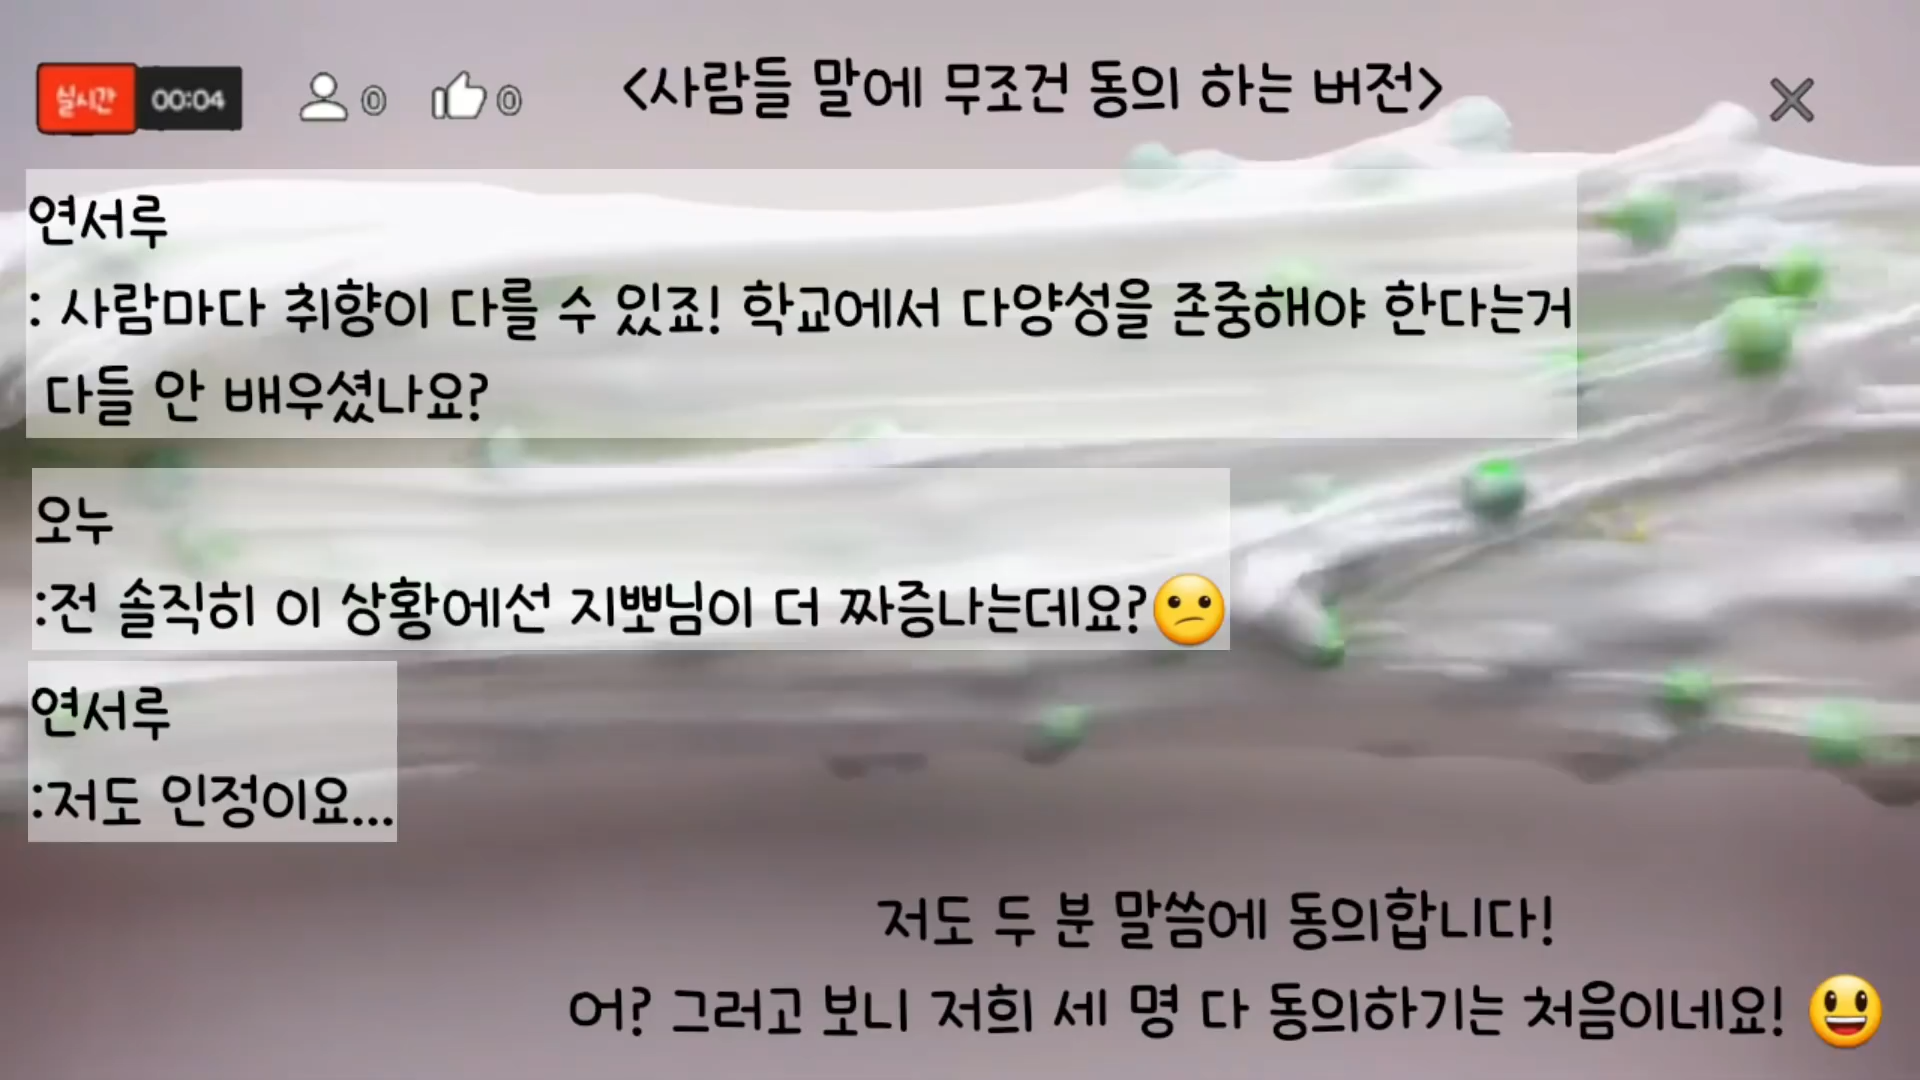 실시간 00:04 0 0 <사람들 말에 무조건 동의 하는 버전>
연서루
: 사람마다 취향이 다를 수 있죠! 학교에서 다양성을 존중해야 한다는거
다들 안 배우셨나요?
오누
:전 솔직히 이 상황에선 지뽀님이 더 짜증나는데요?😕
연서루
:저도 인정이요...
저도 두 분 말씀에 동의합니다!
어? 그러고 보니 저희 세 명 다 동의하기는 처음이네요! 😃